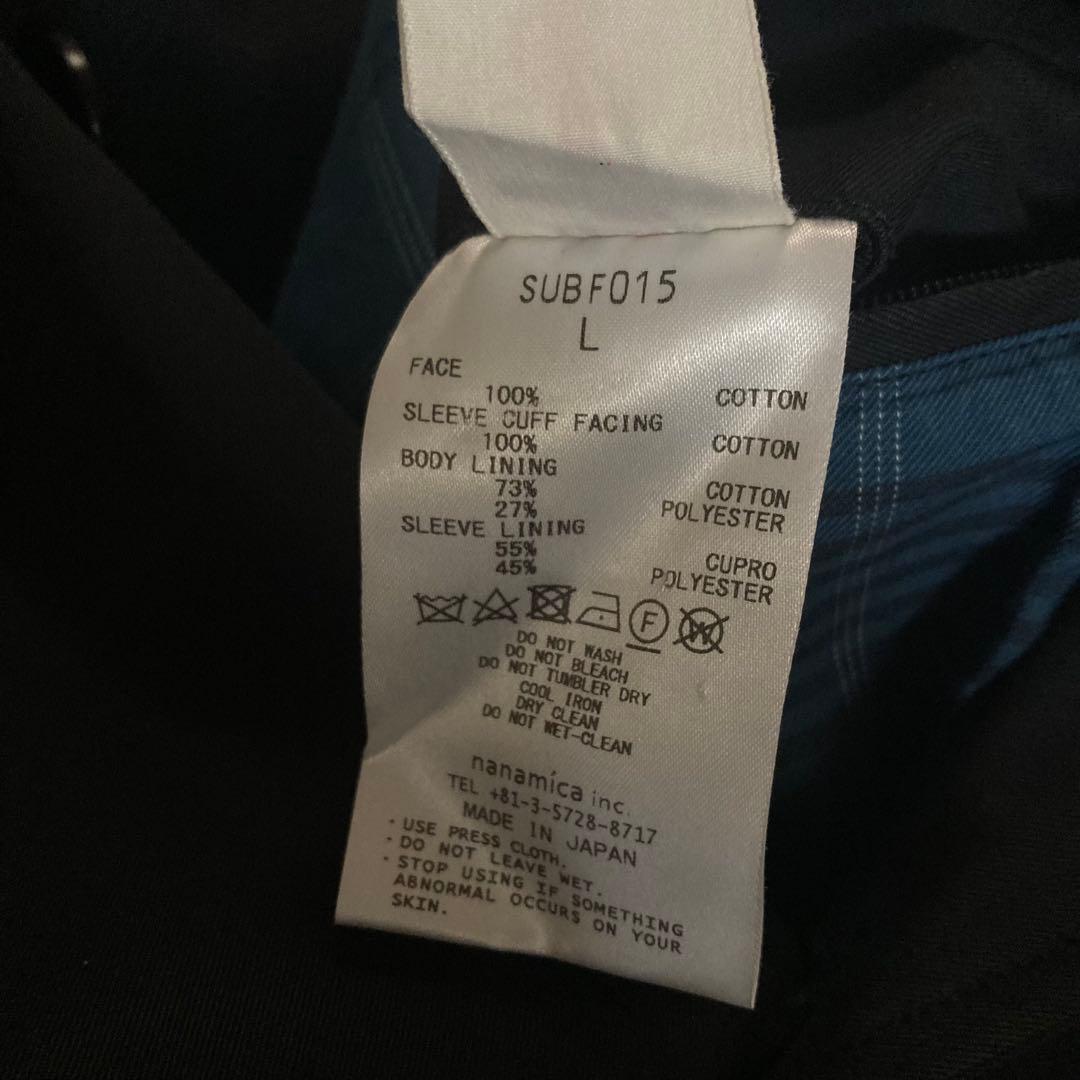 SUBF015
L
FACE
100% COTTON
SLEEVE CUFF FACING
100% COTTON
BODY LINING
73% COTTON
27% POLYESTER
SLEEVE LINING
55% CUPRO
45% POLYESTER
F W
DO NOT WASH
DO NOT BLEACH
DO NOT TUMBLER DRY
COOL IRON
DRY CLEAN
DO NOT WET-CLEAN
nanamica inc.
TEL +81-3-5728-8717
MADE IN JAPAN
・USE PRESS CLOTH.
・DO NOT LEAVE WET.
・STOP USING IF SOMETHING
ABNORMAL OCCURS ON YOUR
SKIN.